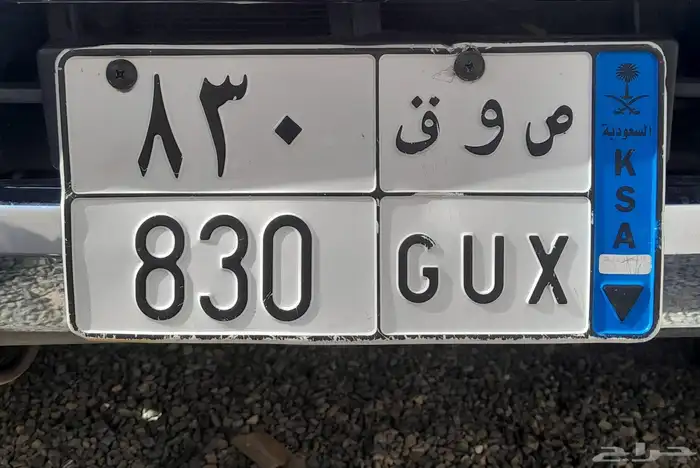 ٨٣٠ ص و ق
830 GUX
السعودية
K
S
A
حراج